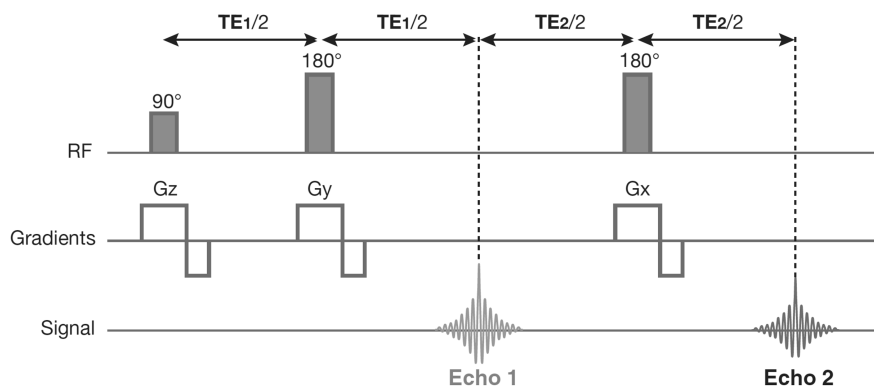 TE1/2 TE1/2 TE2/2 TE2/2
180° 180°
90°
RF
Gz Gy Gx
Gradients
Signal
Echo 1 Echo 2